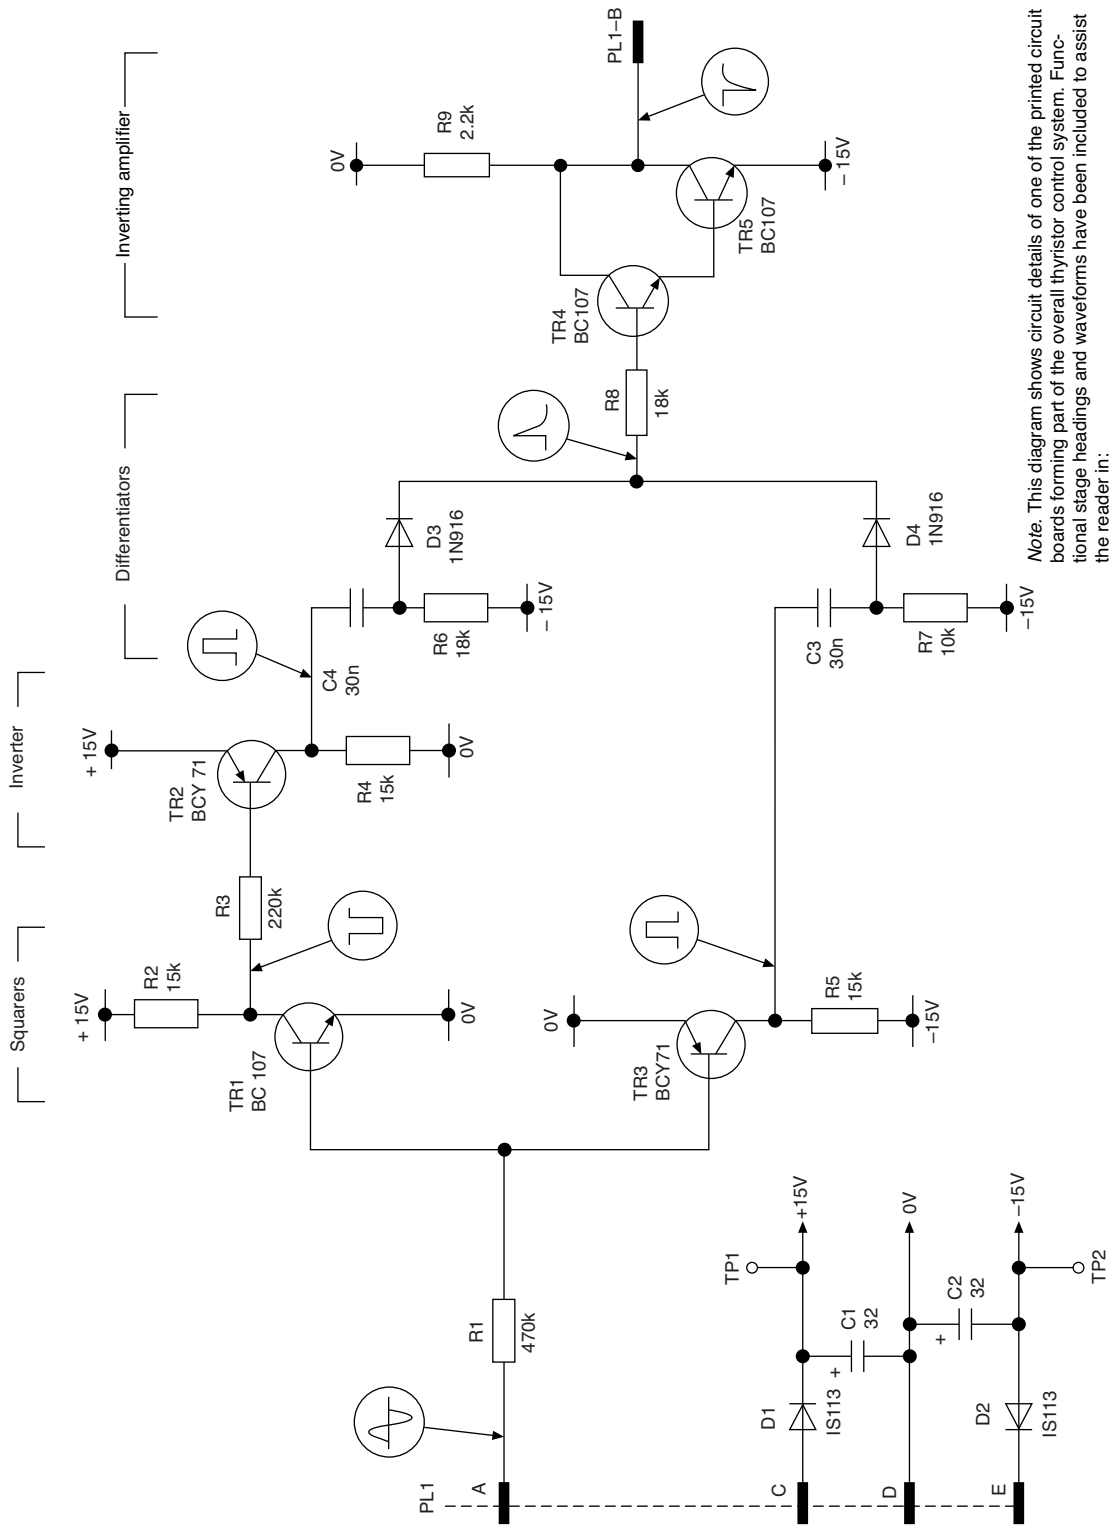 Squarers
Inverter
Differentiators
Inverting amplifier
PL1
A
C
D
E
R1
470k
D1
IS113
D2
IS113
C1
32
+
C2
32
+
TP1
TP2
+15V
0V
–15V
TR1
BC 107
R2
15k
+ 15V
0V
TR3
BCY71
0V
R5
15k
–15V
R3
220k
TR2
BCY 71
+ 15V
R4
15k
0V
C4
30n
R6
18k
– 15V
D3
1N916
C3
30n
R7
10k
–15V
D4
1N916
R8
18k
TR4
BC107
TR5
BC107
R9
2.2k
0V
– 15V
PL1–B
Note. This diagram shows circuit details of one of the printed circuit
boards forming part of the overall thyristor control system. Func-
tional stage headings and waveforms have been included to assist
the reader in: